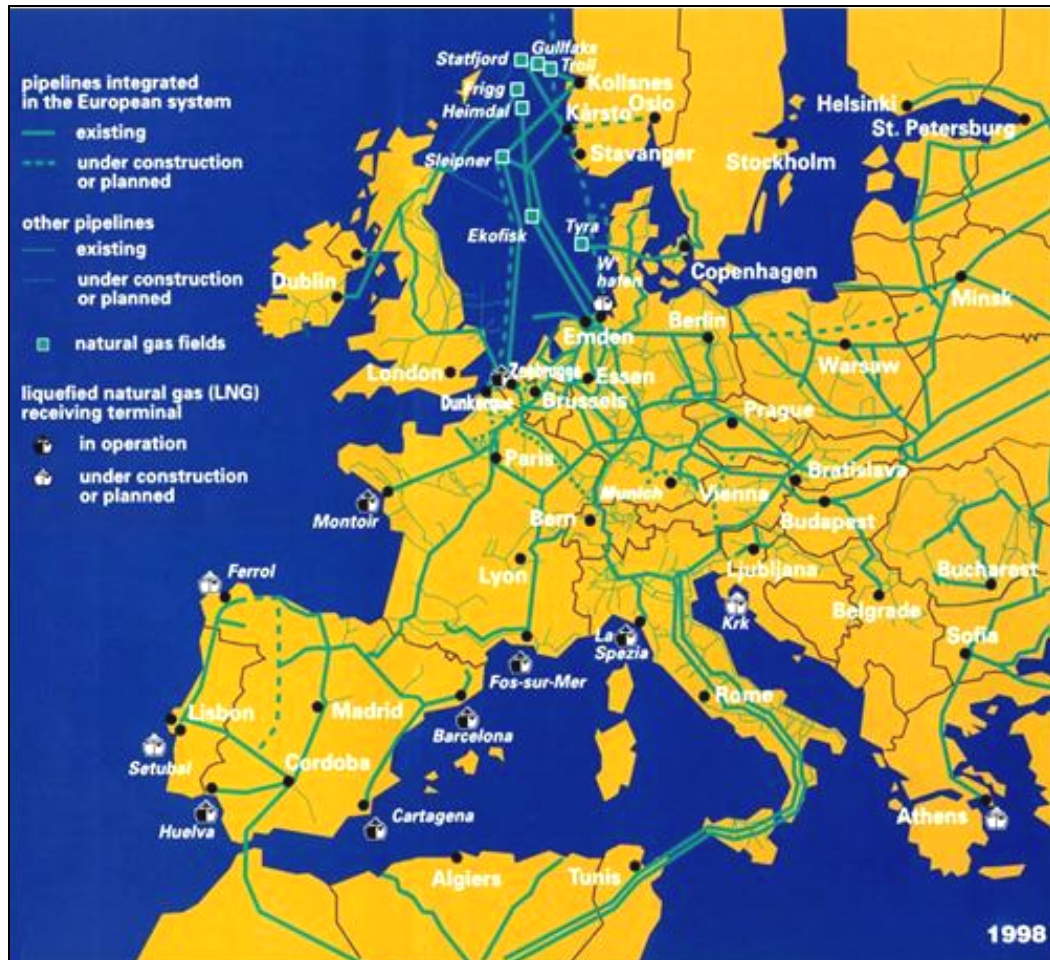 pipelines integrated
in the European system
existing
under construction
or planned
other pipelines
existing
under construction
or planned
natural gas fields
liquefied natural gas (LNG)
receiving terminal
in operation
under construction
or planned
Statfjord
Gullfaks
Troll
Frigg
Heimdal
Kollsnes
Kårsto
Oslo
Stavanger
Sleipner
Ekofisk
Tyra
Helsinki
St. Petersburg
Stockholm
W'
hafen
Copenhagen
Minsk
Dublin
Emden
Berlin
Warsaw
London
Zeebrugge
Dunkerque
Brussels
Essen
Prague
Paris
Munich
Vienna
Bratislava
Budapest
Montoir
Bern
Lyon
Ljubljana
Bucharest
Belgrade
Ferrol
La
Spezia
Krk
Sofia
Fos-sur-Mer
Rome
Lisbon
Madrid
Barcelona
Setubal
Cordoba
Huelva
Cartagena
Athens
Algiers
Tunis
1998